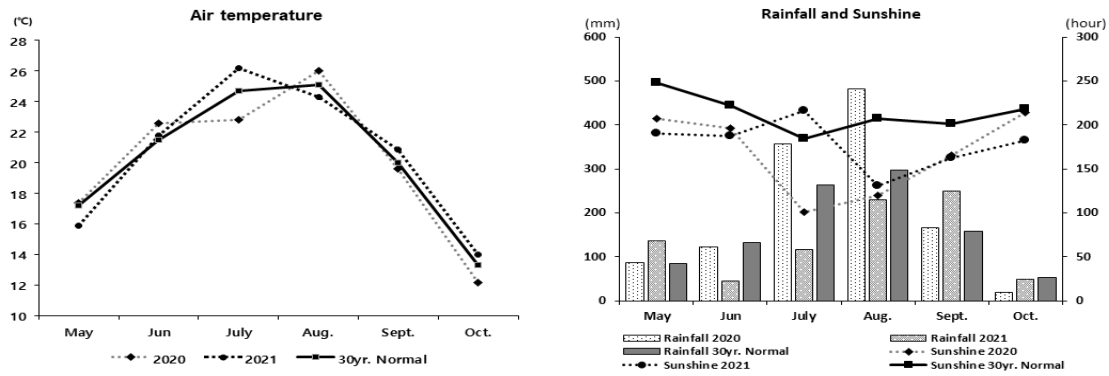 Air temperature
(℃)
28
26
24
22
20
18
16
14
12
10
May Jun July Aug. Sept. Oct.
2020 2021 30yr. Normal
Rainfall and Sunshine
(mm) (hour)
600 300
500 250
400 200
300 150
200 100
100 50
0 0
May Jun July Aug. Sept. Oct.
Rainfall 2020 Rainfall 2021
Rainfall 30yr. Normal Sunshine 2020
Sunshine 2021 Sunshine 30yr. Normal